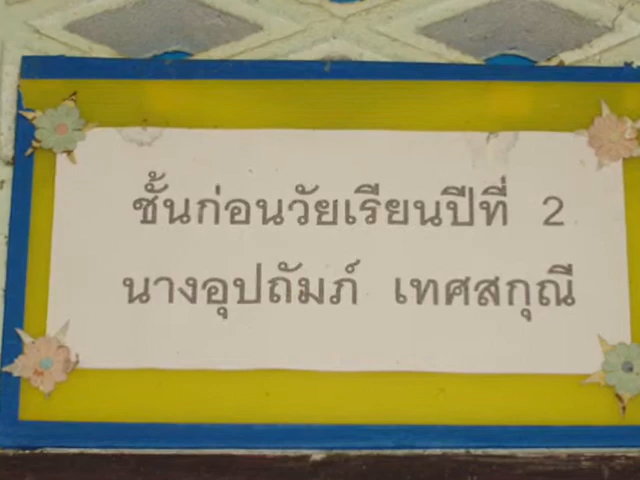 ชั้นก่อนวัยเรียนปีที่ 2
นางอุปถัมภ์ เทศสกุณี